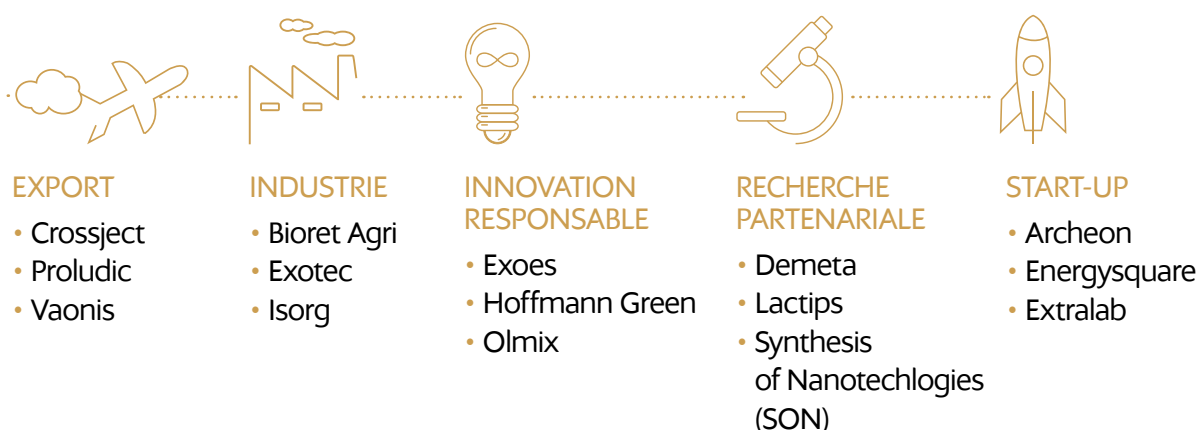 EXPORT
• Crossject
• Proludic
• Vaonis
INDUSTRIE
• Bioret Agri
• Exotec
• Isorg
INNOVATION
RESPONSABLE
• Exoes
• Hoffmann Green
• Olmix
RECHERCHE
PARTENARIALE
• Demeta
• Lactips
• Synthesis
of Nanotechlogies
(SON)
START-UP
• Archeon
• Energysquare
• Extralab